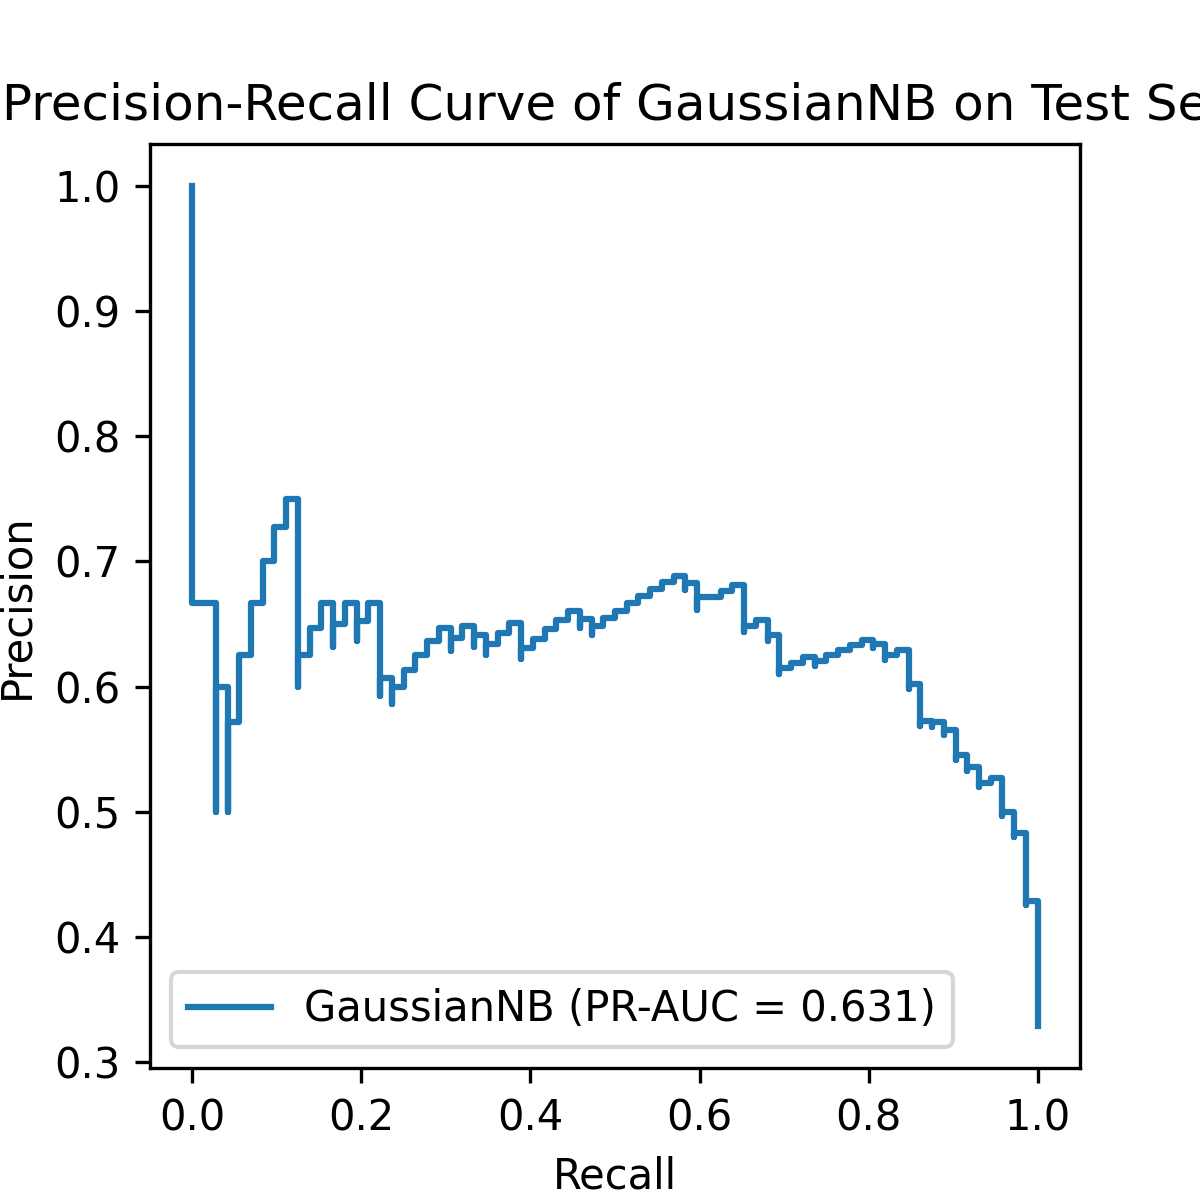 Precision-Recall Curve of GaussianNB on Test Se
1.0
0.9
0.8
0.7
0.6
0.5
0.4
0.3
Precision
GaussianNB (PR-AUC = 0.631)
0.0 0.2 0.4 0.6 0.8 1.0
Recall